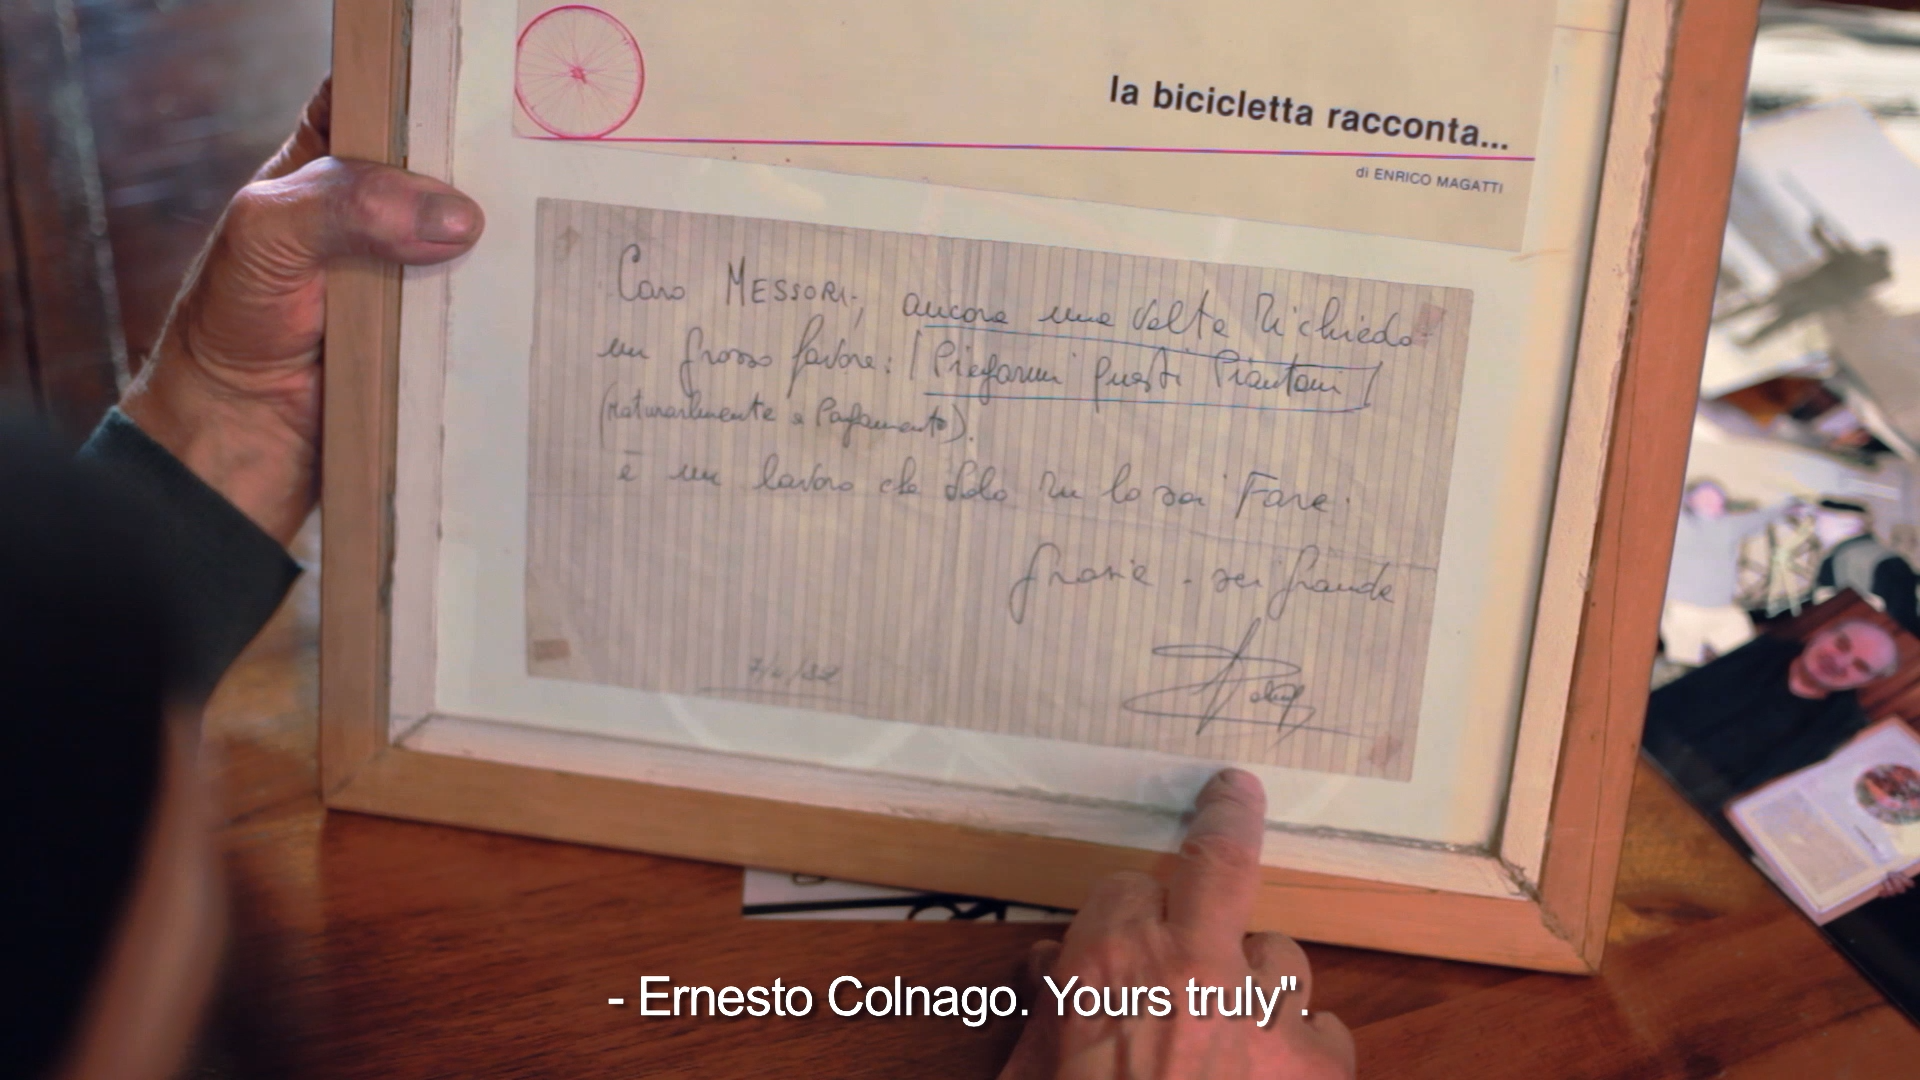 la bicicletta racconta...
di ENRICO MAGATTI
Caro MESSORI, ancora una volta Ti chiedo
un grosso favore: (Piegarmi questi Piantoni)
(naturalmente a Pagamento).
è un lavoro che Solo Tu lo sai Fare.
grazie - sei grande
- Ernesto Colnago. Yours truly".